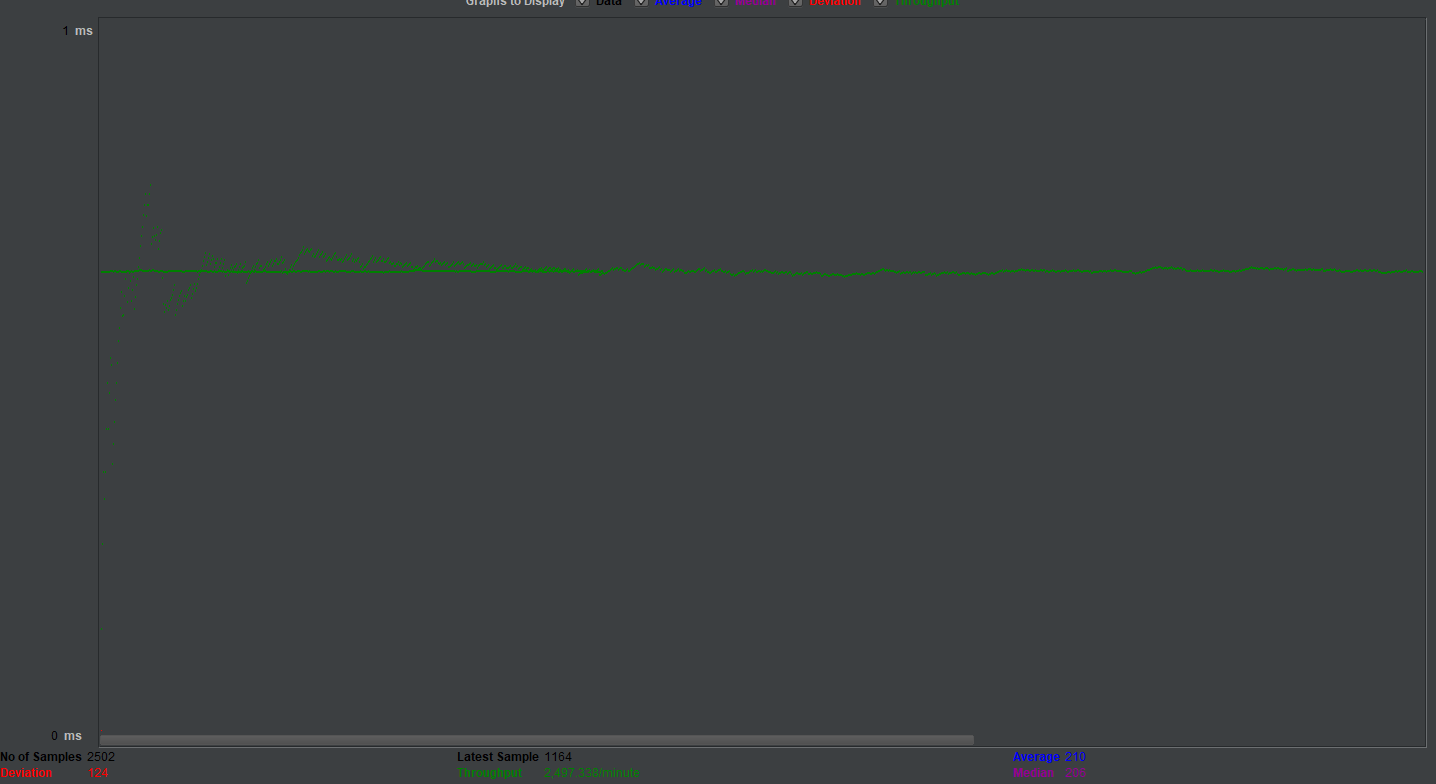 Graphs to Display Data Average Median Deviation Throughput
1 ms
0 ms
No of Samples 2502 Latest Sample 1164 Average 210
Deviation 124 Throughput 2,497.338/minute Median 200